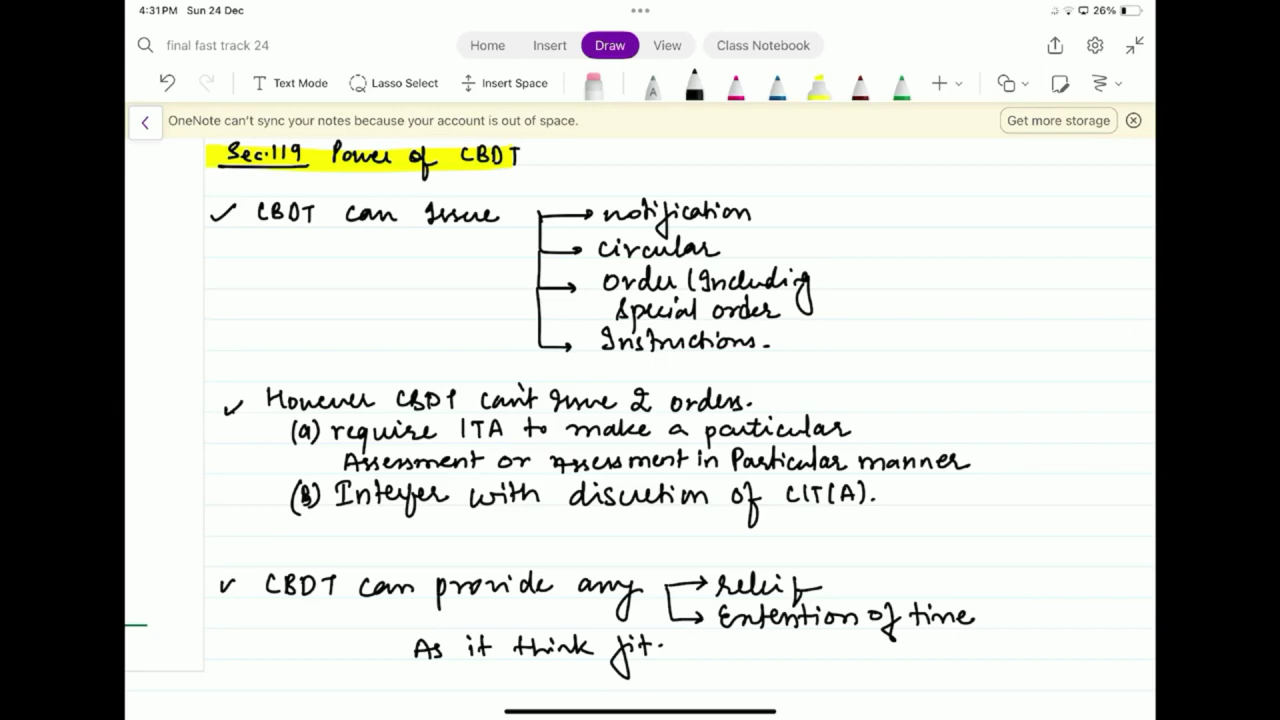 4:31PM Sun 24 Dec
26%
final fast track 24
Home Insert Draw View Class Notebook
Text Mode Lasso Select Insert Space
A
OneNote can't sync your notes because your account is out of space.
Get more storage
Sec.119 Power of CBDT
CBDT can issue → notification
→ circular
→ order (Including
special order
→ Instructions.
However CBDT can't issue 2 orders.
(a) require ITA to make a particular
Assessment or assessment in Particular manner
(B) Interfer with discretion of CIT(A).
CBDT can provide any → releif
→ Extention of time
As it think fit.